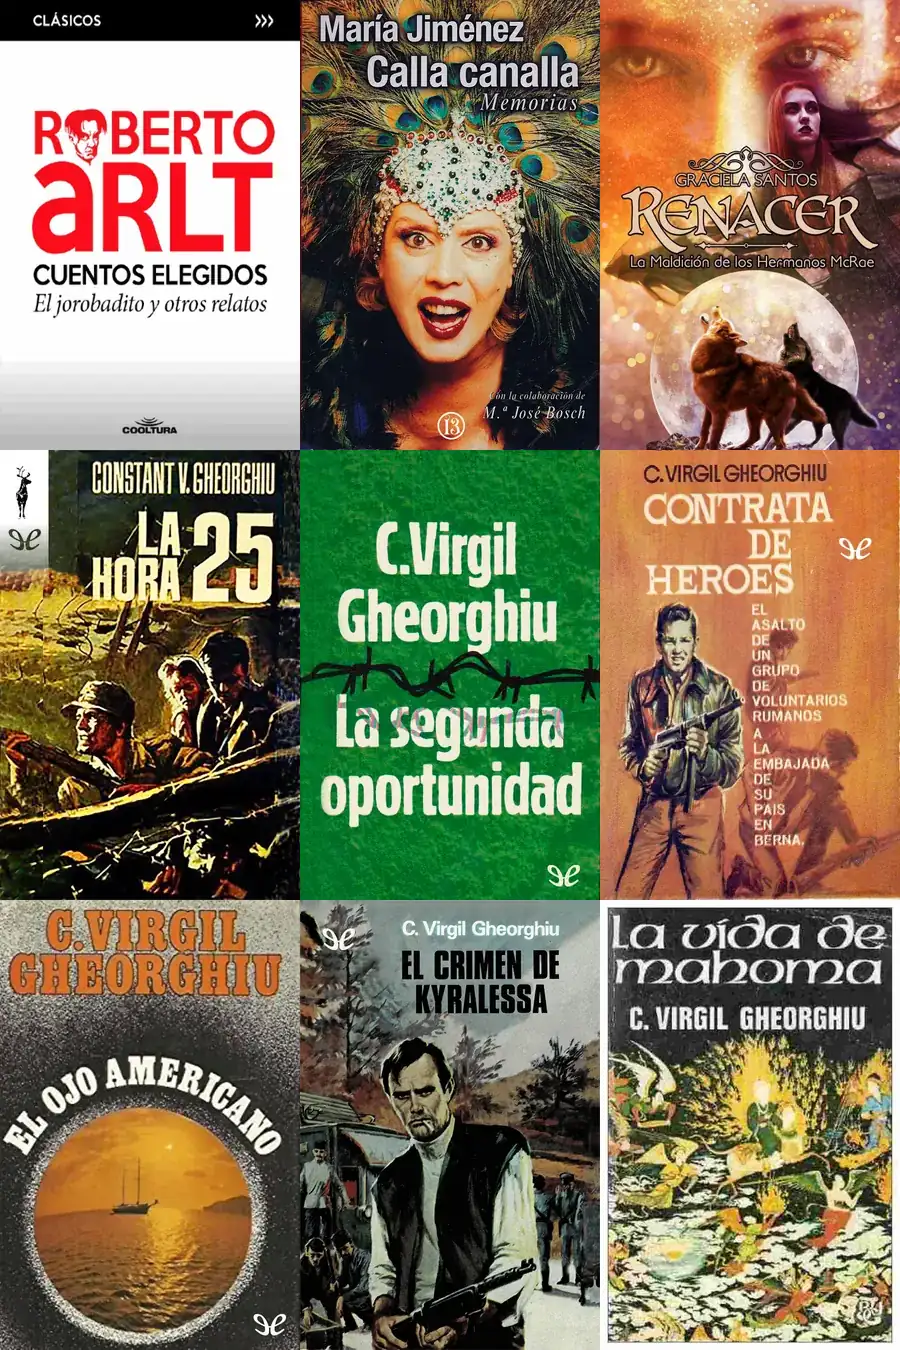 CLÁSICOS
ROBERTO
aRLT
CUENTOS ELEGIDOS
El jorobadito y otros relatos
COOLTURA
María Jiménez
Calla canalla
Memorias
Con la colaboración de
M.ª José Bosch
13
GRACIELA SANTOS
RENACER
La Maldición de los Hermanos McRae
CONSTANT V. GHEORGHIU
LA
HORA 25
C.Virgil
Gheorghiu
La segunda
oportunidad
C. VIRGIL GHEORGHIU
CONTRATA
DE
HEROES
EL
ASALTO
DE
UN
GRUPO
DE
VOLUNTARIOS
RUMANOS
A
LA
EMBAJADA
DE
SU
PAIS
EN
BERNA.
C. VIRGIL
GHEORGHIU
EL OJO AMERICANO
C. Virgil Gheorghiu
EL CRIMEN DE
KYRALESSA
La vida de
mahoma
C. VIRGIL GHEORGHIU